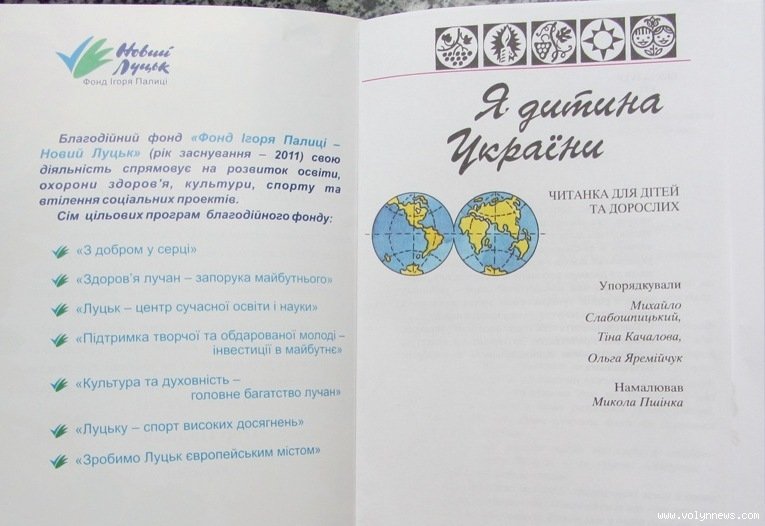 Новий
Луцьк
Фонд Ігоря Палиці
Благодійний фонд «Фонд Ігоря Палиці –
Новий Луцьк» (рік заснування – 2011) свою
діяльність спрямовує на розвиток освіти,
охорони здоров'я, культури, спорту та
втілення соціальних проектів.
Сім цільових програм благодійного фонду:
«З добром у серці»
«Здоров'я лучан – запорука майбутнього»
«Луцьк – центр сучасної освіти і науки»
«Підтримка творчої та обдарованої молоді –
інвестиції в майбутнє»
«Культура та духовність –
головне багатство лучан»
«Луцьку – спорт високих досягнень»
«Зробимо Луцьк європейським містом»
Я дитина
України
ЧИТАНКА ДЛЯ ДІТЕЙ
ТА ДОРОСЛИХ
Упорядкували
Михайло
Слабошпицький,
Тіна Качалова,
Ольга Яремійчук
Намалював
Микола Пшінка
www.volynnews.com